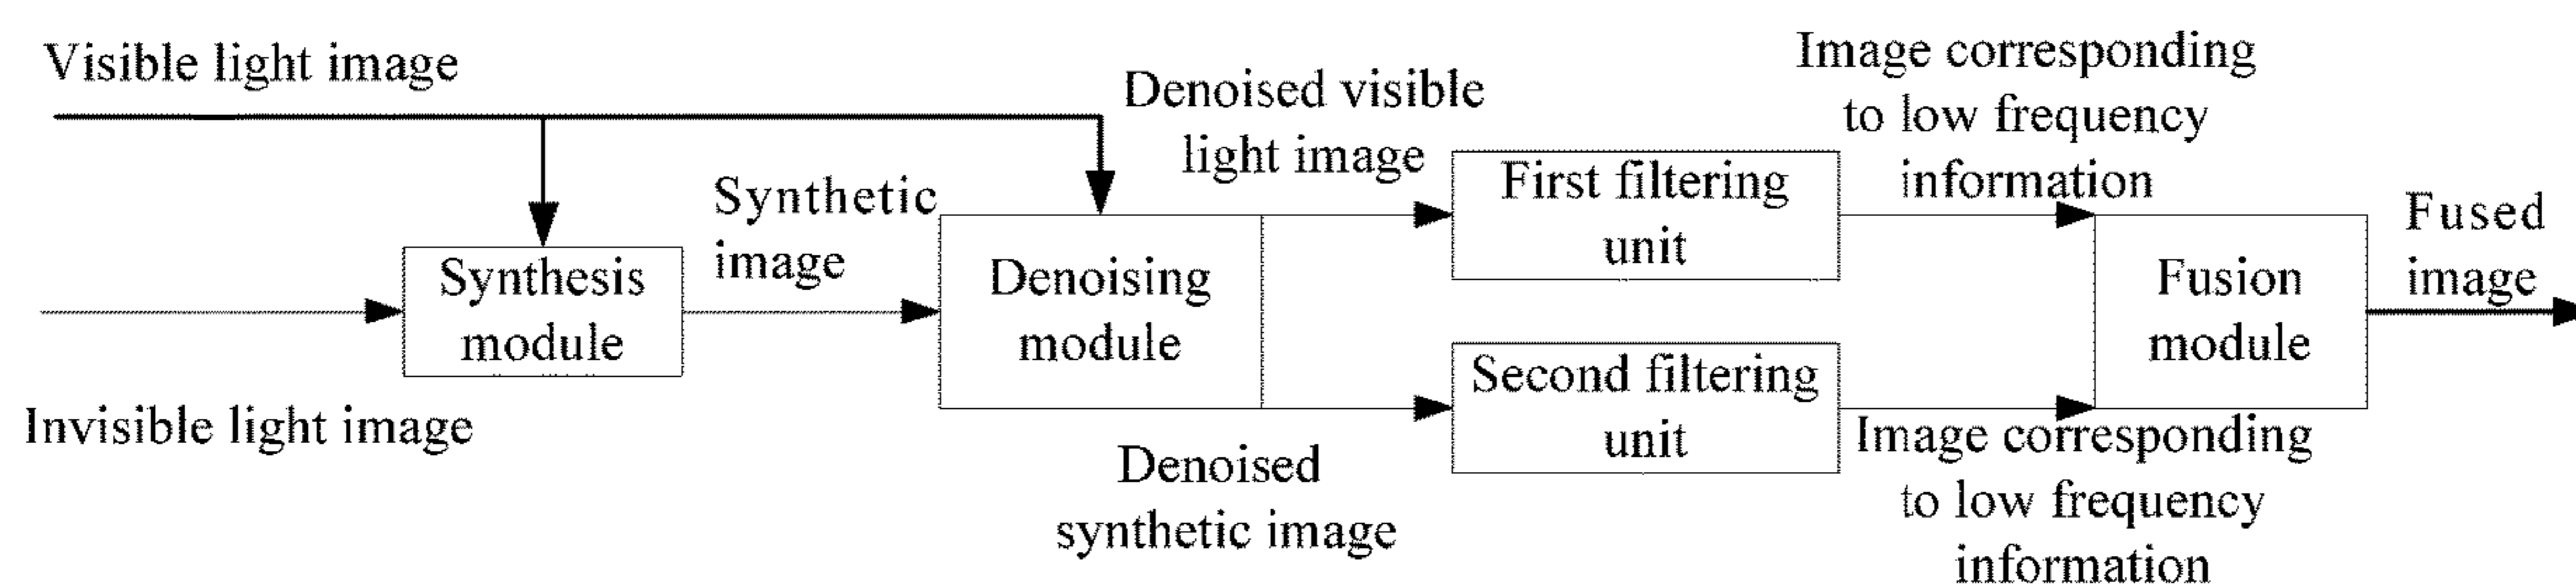 Visible light image
Invisible light image
Synthesis
module
Synthetic
image
Denoising
module
Denoised visible
light image
Denoised
synthetic image
First filtering
unit
Second filtering
unit
Image corresponding
to low frequency
information
Image corresponding
to low frequency
information
Fusion
module
Fused
image